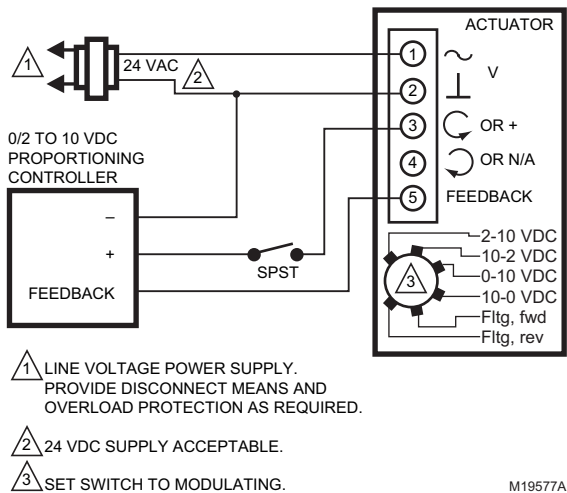 ACTUATOR
1
24 VAC
2
1
V
2
0/2 TO 10 VDC
PROPORTIONING
CONTROLLER
3
OR +
4
OR N/A
5
FEEDBACK
–
+
SPST
FEEDBACK
2-10 VDC
10-2 VDC
0-10 VDC
10-0 VDC
Fltg, fwd
Fltg, rev
3
1 LINE VOLTAGE POWER SUPPLY.
PROVIDE DISCONNECT MEANS AND
OVERLOAD PROTECTION AS REQUIRED.
2 24 VDC SUPPLY ACCEPTABLE.
3 SET SWITCH TO MODULATING.
M19577A